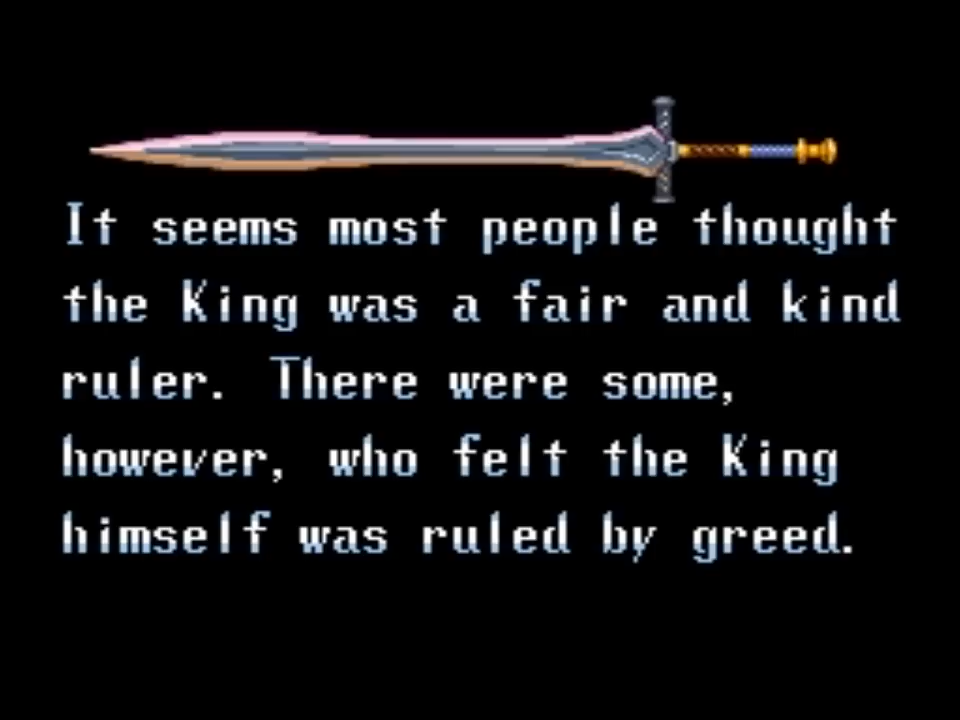 It seems most people thought
the King was a fair and kind
ruler. There were some,
however, who felt the King
himself was ruled by greed.